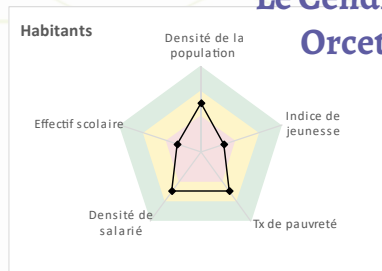 Le Cend
Orcet
Habitants
Densité de la
population
Indice de
jeunesse
Effectif scolaire
Densité de
salarié
Tx de pauvreté